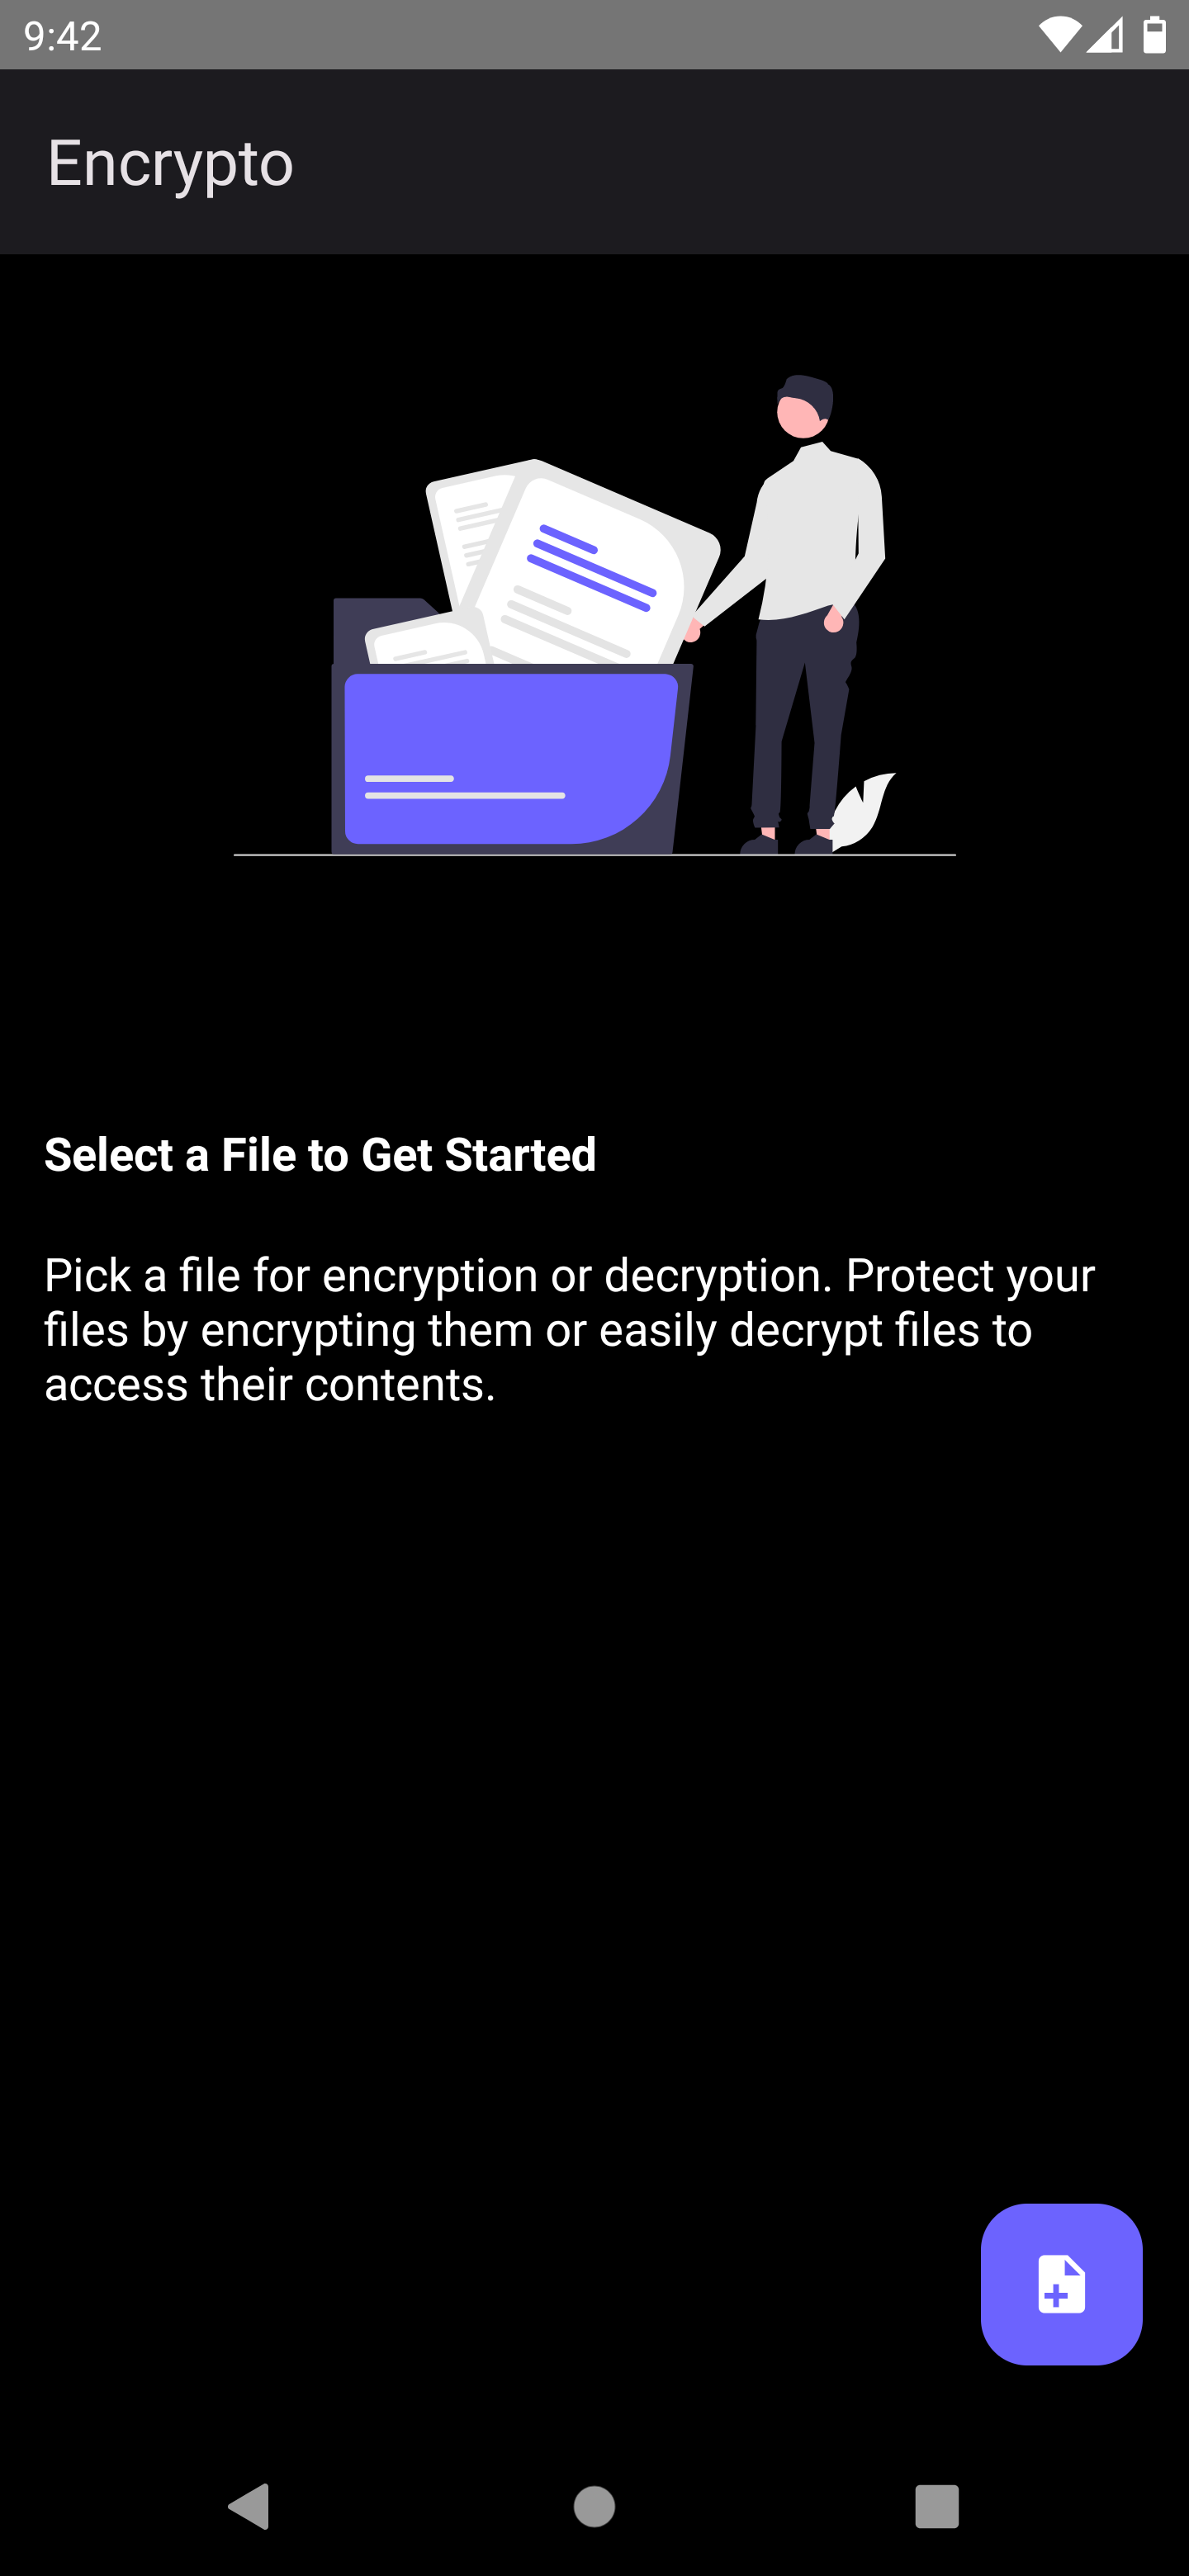 9:42
Encrypto
Select a File to Get Started
Pick a file for encryption or decryption. Protect your
files by encrypting them or easily decrypt files to
access their contents.